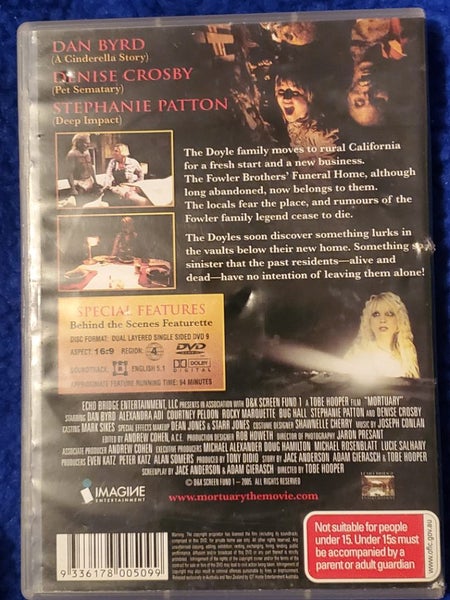 DAN BYRD
(A Cinderella Story)
DENISE CROSBY
(Pet Sematary)
STEPHANIE PATTON
(Deep Impact)
The Doyle family moves to rural California
for a fresh start and a new business.
The Fowler Brothers' Funeral Home, although
long abandoned, now belongs to them.
The locals fear the place, and rumours of the
Fowler family legend cease to die.
The Doyles soon discover something lurks in
the vaults below their new home. Something so
sinister that the past residents—alive and
dead—have no intention of leaving them alone!
SPECIAL FEATURES
Behind the Scenes Featurette
DISC FORMAT: DUAL LAYERED SINGLE SIDED DVD 9
ASPECT: 16:9 REGION: 4 DVD VIDEO
SOUNDTRACK: ENGLISH 5.1 DOLBY DIGITAL
APPROXIMATE FEATURE RUNNING TIME: 94 MINUTES
ECHO BRIDGE ENTERTAINMENT, LLC PRESENTS IN ASSOCIATION WITH D&A SCREEN FUND 1 A TOBE HOOPER FILM "MORTUARY"
STARRING DAN BYRD ALEXANDRA ADI COURTNEY PELDON ROCKY MARQUETTE BUG HALL STEPHANIE PATTON AND DENISE CROSBY
CASTING MARK SIKES SPECIAL MAKEUP EFFECTS DEAN JONES & STARR JONES COSTUME DESIGNER SHAWNELLE CHERRY MUSIC BY JOSEPH CONLAN
EDITED BY ANDREW COHEN, A.C.E. PRODUCTION DESIGNER ROB HOWETH DIRECTOR OF PHOTOGRAPHY JARON PRESANT
ASSOCIATE PRODUCER ANDREW COHEN EXECUTIVE PRODUCERS MICHAEL ALEXANDER DOUG HAMILTON MICHAEL ROSENBLATT LUCIE SALHANY
PRODUCERS EVEN KATZ PETER KATZ ALAN SOMERS PRODUCED BY TONY DIDIO STORY BY JACE ANDERSON ADAM GIERASCH & TOBE HOOPER
SCREENPLAY BY JACE ANDERSON & ADAM GIERASCH DIRECTED BY TOBE HOOPER
IMAGINE
ENTERTAINMENT
www.mortuarythemovie.com
ECHO BRIDGE
©D&A SCREEN FUND 1 - 2005 ALL RIGHTS RESERVED
9 336178 005099
Not suitable for people
under 15. Under 15s must
be accompanied by a
parent or adult guardian
www.oflc.gov.au